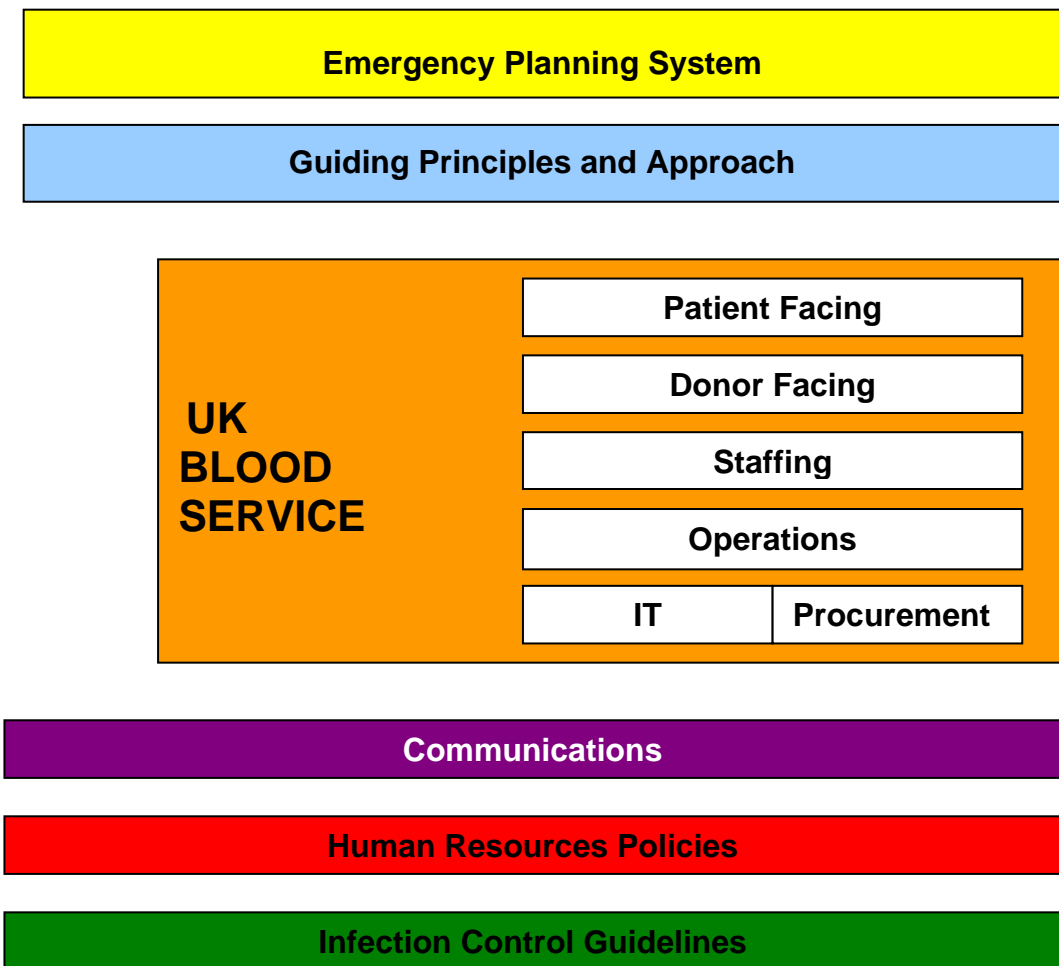 Emergency Planning System
Guiding Principles and Approach
UK
BLOOD
SERVICE
Patient Facing
Donor Facing
Staffing
Operations
IT
Procurement
Communications
Human Resources Policies
Infection Control Guidelines